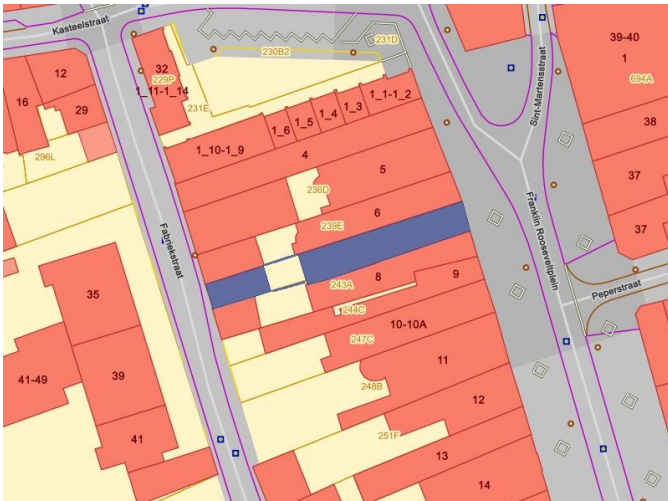 Kasteelstraat
231D
39-40
1
694A
230B2
12
16
29
32
229P
1_11-1_14
231E
1_1-1_2
1_3
1_4
1_5
1_6
1_10-1_9
4
5
38
Sint-Martensstraat
296L
37
236D
6
239E
37
Franklin Rooseveltplein
Fabriekstraat
243A
8
9
Peperstraat
35
244C
10-10A
247C
11
39
41-49
248B
12
41
251F
13
14